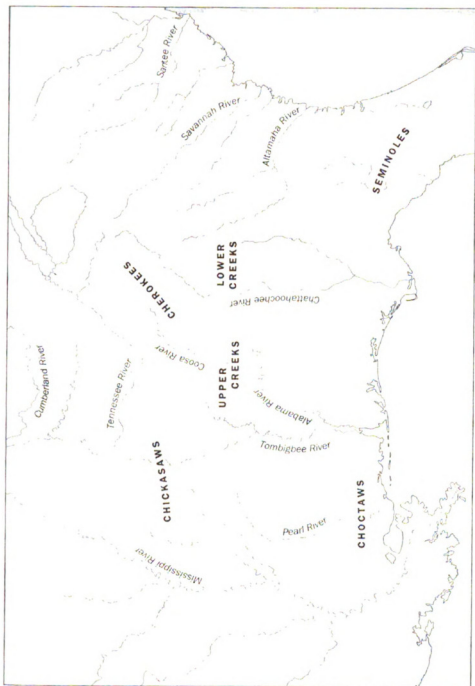 Santee River
Savannah River
Altamaha River
SEMINOLES
CHEROKEES
LOWER
CREEKS
Chattahoochee River
Cumberland River
Tennessee River
Coosa River
UPPER
CREEKS
Alabama River
Tombigbee River
CHICKASAWS
Mississippi River
Pearl River
CHOCTAWS